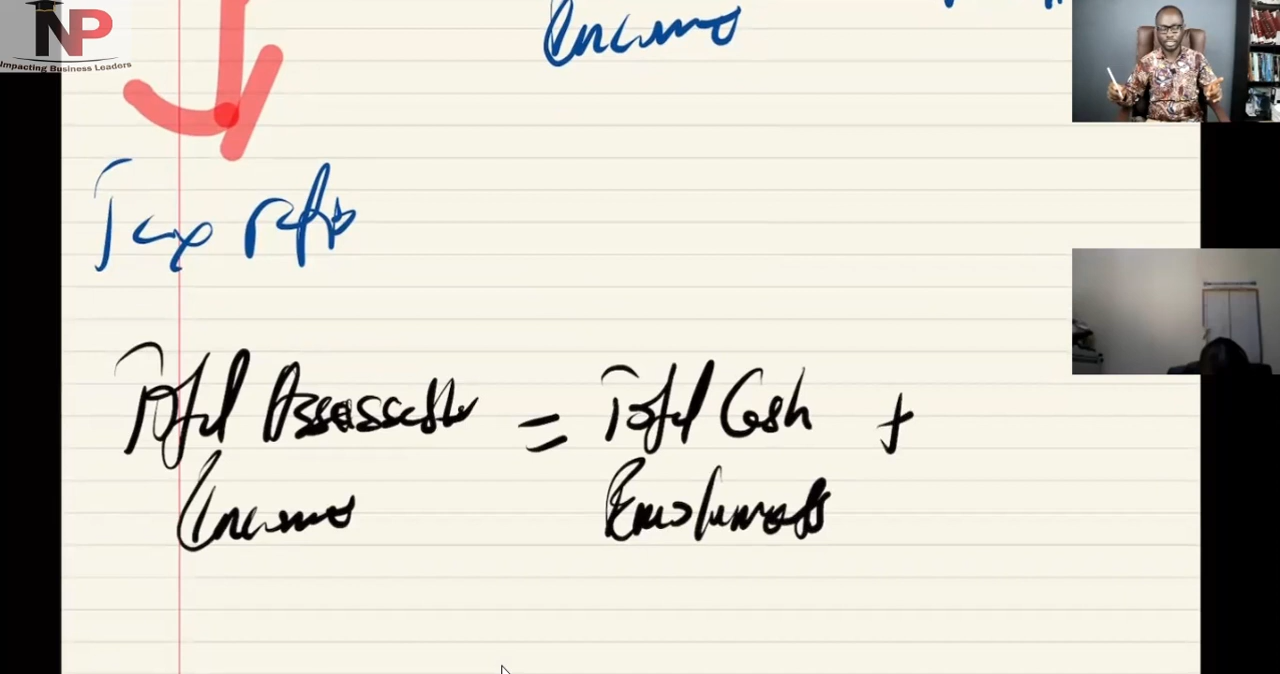 NP
Impacting Business Leaders
Income
Tax rate
Total Assessable = Total Cash +
Income Emoluments